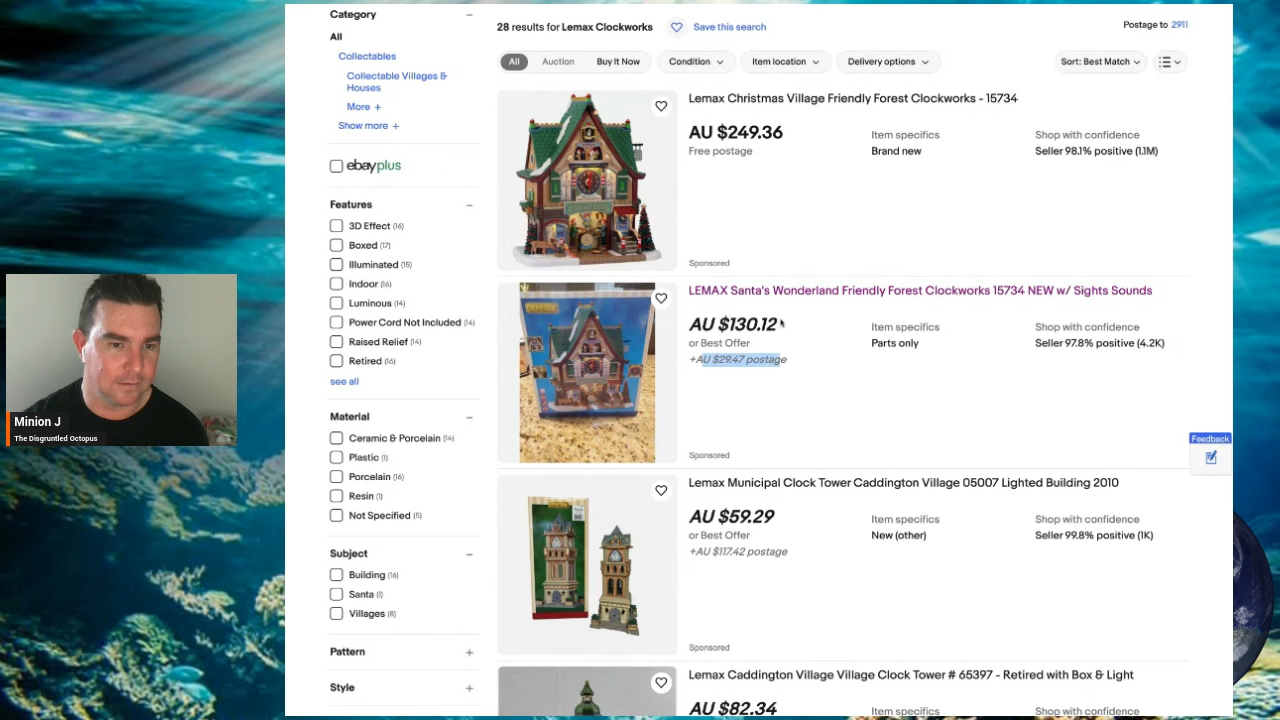 Category
All
Collectables
Collectable Villages &
Houses
More +
Show more +
ebayplus
Features
3D Effect (16)
Boxed (17)
Illuminated (15)
Indoor (16)
Luminous (14)
Power Cord Not Included (14)
Raised Relief (14)
Retired (16)
see all
Material
Ceramic & Porcelain (14)
Plastic (1)
Porcelain (16)
Resin (1)
Not Specified (5)
Subject
Building (16)
Santa (1)
Villages (8)
Pattern
Style
28 results for Lemax Clockworks
Save this search
Postage to 2911
All Auction Buy It Now Condition Item location Delivery options Sort: Best Match
Lemax Christmas Village Friendly Forest Clockworks - 15734
AU $249.36
Free postage
Item specifics
Brand new
Shop with confidence
Seller 98.1% positive (1.1M)
Sponsored
LEMAX Santa's Wonderland Friendly Forest Clockworks 15734 NEW w/ Sights Sounds
AU $130.12
or Best Offer
+AU $29.47 postage
Item specifics
Parts only
Shop with confidence
Seller 97.8% positive (4.2K)
Sponsored
Lemax Municipal Clock Tower Caddington Village 05007 Lighted Building 2010
AU $59.29
or Best Offer
+AU $117.42 postage
Item specifics
New (other)
Shop with confidence
Seller 99.8% positive (1K)
Sponsored
Lemax Caddington Village Village Clock Tower # 65397 - Retired with Box & Light
AU $82.34
Item specifics
Shop with confidence
Feedback
Minion J
The Disgruntled Octopus